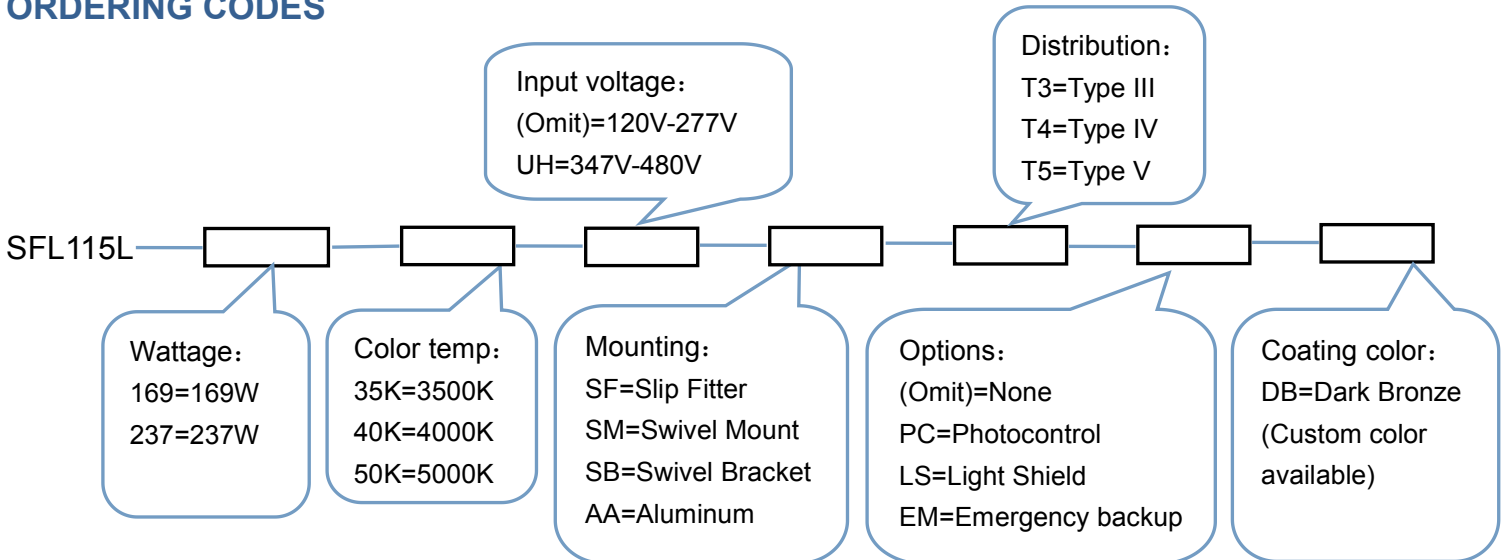 ORDERING CODES
Input voltage：
(Omit)=120V-277V
UH=347V-480V
Distribution：
T3=Type III
T4=Type IV
T5=Type V
SFL115L
Wattage：
169=169W
237=237W
Color temp：
35K=3500K
40K=4000K
50K=5000K
Mounting：
SF=Slip Fitter
SM=Swivel Mount
SB=Swivel Bracket
AA=Aluminum
Options：
(Omit)=None
PC=Photocontrol
LS=Light Shield
EM=Emergency backup
Coating color：
DB=Dark Bronze
(Custom color
available)